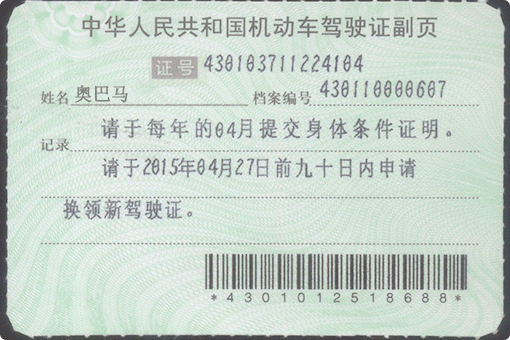 中华人民共和国机动车驾驶证副页
证号 430103711224104
姓名 奥巴马 档案编号 430110000607
请于每年的04月提交身体条件证明。
记录
请于2015年04月27日前九十日内申请
换领新驾驶证。
*4301012518688*